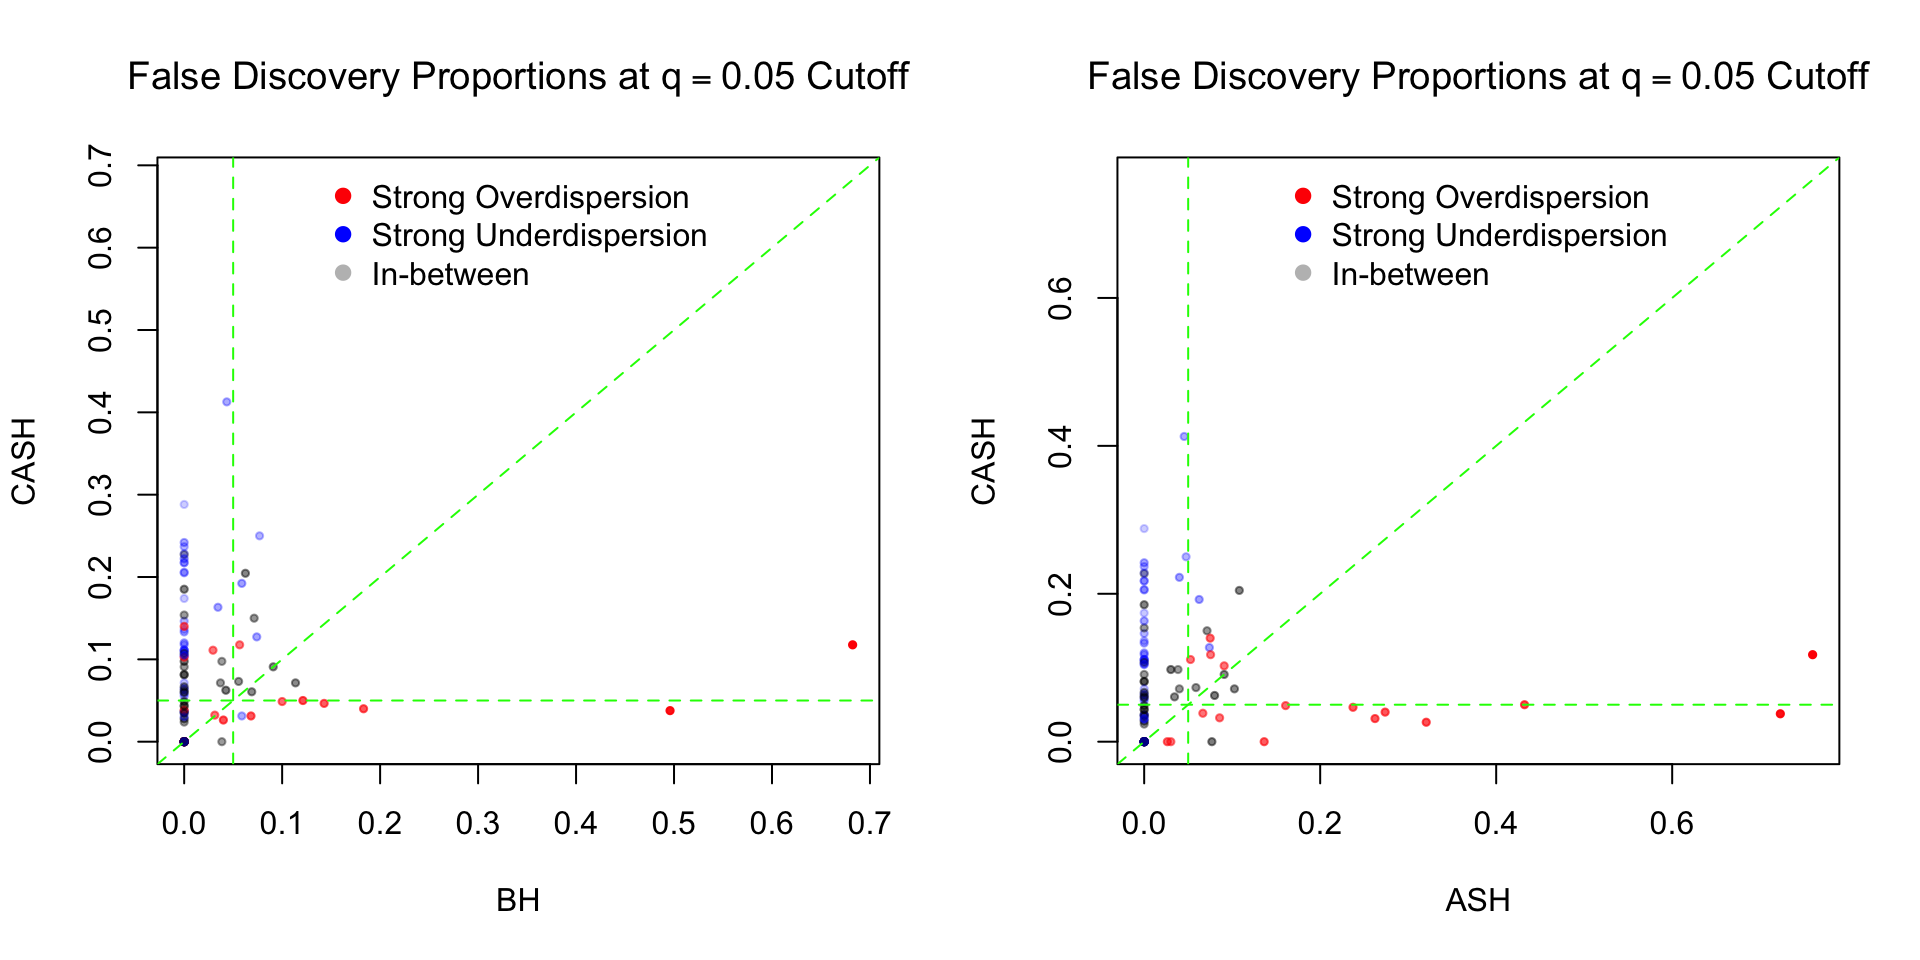 False Discovery Proportions at q = 0.05 Cutoff
Strong Overdispersion
Strong Underdispersion
In-between
CASH
0.7
0.6
0.5
0.4
0.3
0.2
0.1
0.0
0.0 0.1 0.2 0.3 0.4 0.5 0.6 0.7
BH
False Discovery Proportions at q = 0.05 Cutoff
Strong Overdispersion
Strong Underdispersion
In-between
CASH
0.6
0.4
0.2
0.0
0.0 0.2 0.4 0.6
ASH